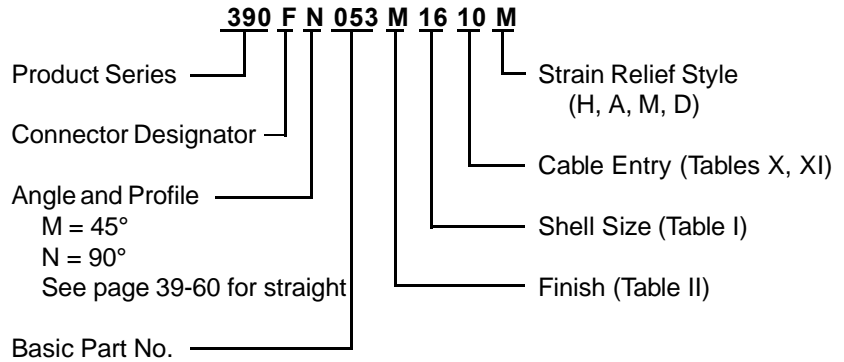 390 F N 053 M 16 10 M
Product Series
Connector Designator
Angle and Profile
M = 45°
N = 90°
See page 39-60 for straight
Basic Part No.
Strain Relief Style
(H, A, M, D)
Cable Entry (Tables X, XI)
Shell Size (Table I)
Finish (Table II)